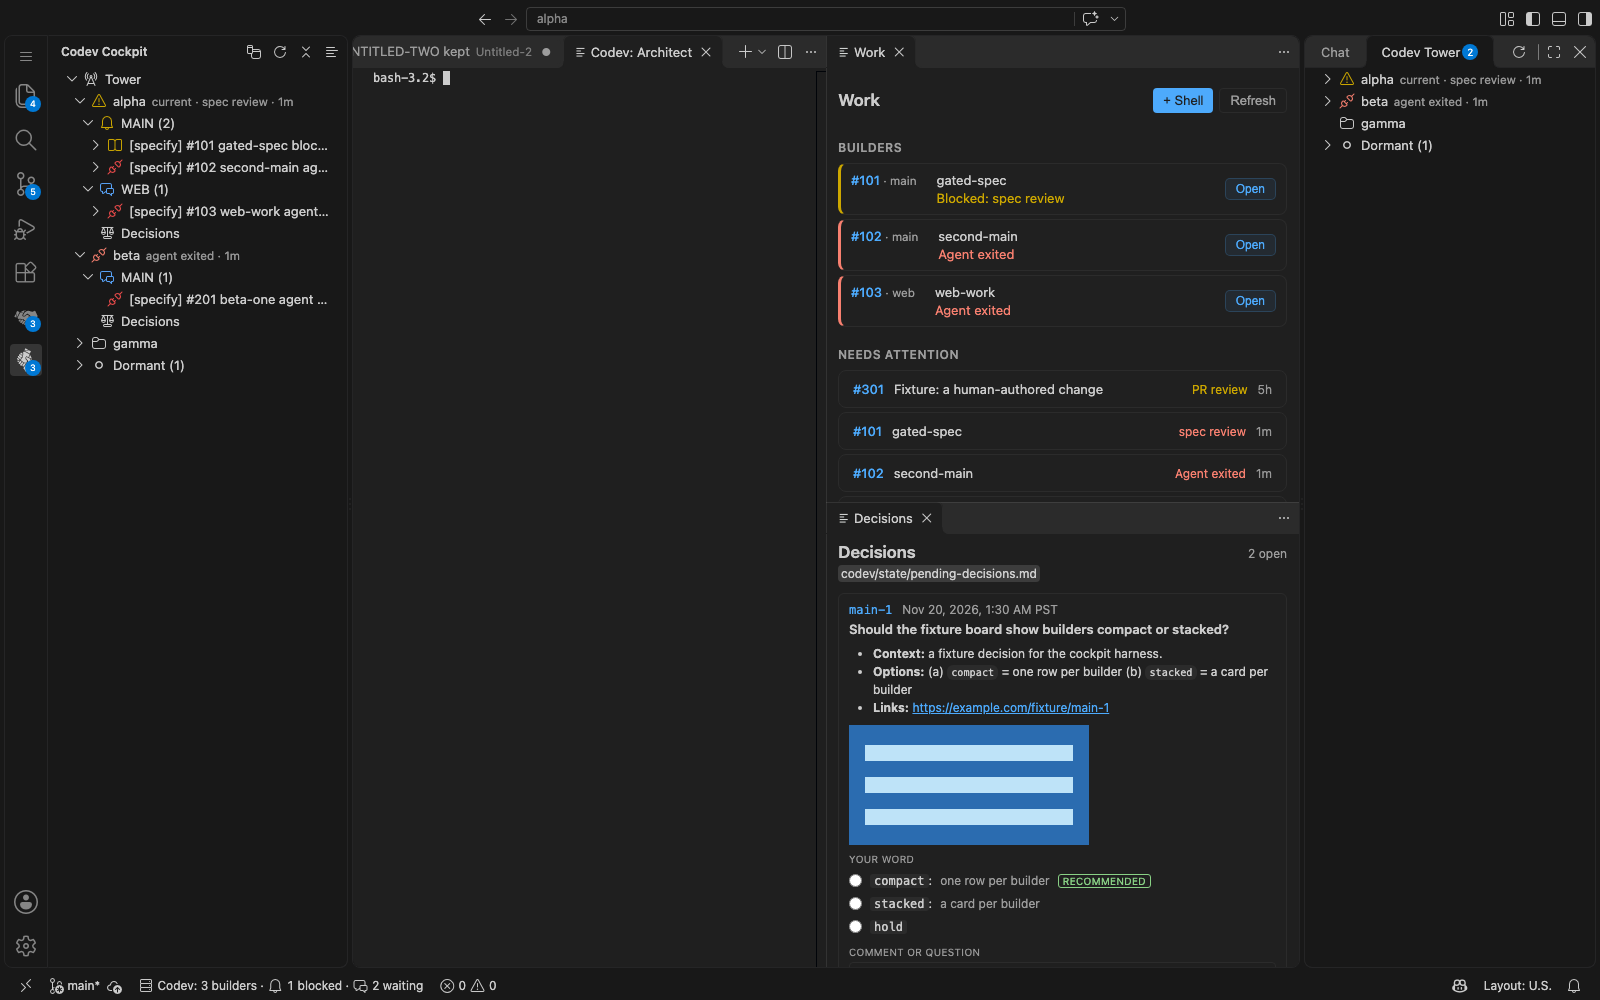 alpha
Codev Cockpit
Tower
alpha current · spec review · 1m
MAIN (2)
[specify] #101 gated-spec bloc...
[specify] #102 second-main ag...
WEB (1)
[specify] #103 web-work agent...
Decisions
beta agent exited · 1m
MAIN (1)
[specify] #201 beta-one agent ...
Decisions
gamma
Dormant (1)
4
5
3
3
NTITLED-TWO kept Untitled-2
Codev: Architect
bash-3.2$
Work
Work
+ Shell
Refresh
BUILDERS
#101 · main gated-spec
Blocked: spec review
Open
#102 · main second-main
Agent exited
Open
#103 · web web-work
Agent exited
Open
NEEDS ATTENTION
#301 Fixture: a human-authored change PR review 5h
#101 gated-spec spec review 1m
#102 second-main Agent exited 1m
Decisions
Decisions 2 open
codev/state/pending-decisions.md
main-1 Nov 20, 2026, 1:30 AM PST
Should the fixture board show builders compact or stacked?
• Context: a fixture decision for the cockpit harness.
• Options: (a) compact = one row per builder (b) stacked = a card per
builder
• Links: https://example.com/fixture/main-1
YOUR WORD
compact: one row per builder RECOMMENDED
stacked: a card per builder
hold
COMMENT OR QUESTION
Chat
Codev Tower 2
alpha current · spec review · 1m
beta agent exited · 1m
gamma
Dormant (1)
main* Codev: 3 builders · 1 blocked · 2 waiting 0 0
Layout: U.S.